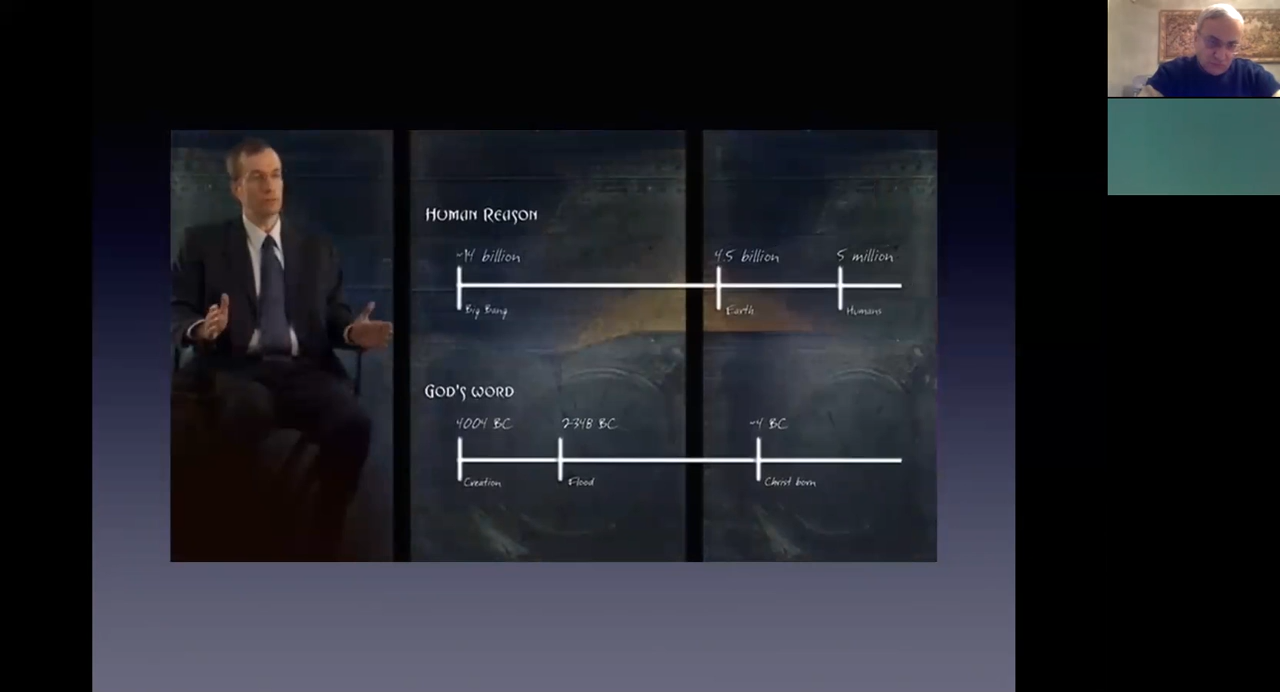 Human Reason
~14 billion
4.5 billion
5 million
Big Bang
Earth
Humans
God's word
4004 BC
2348 BC
~4 BC
Creation
Flood
Christ born